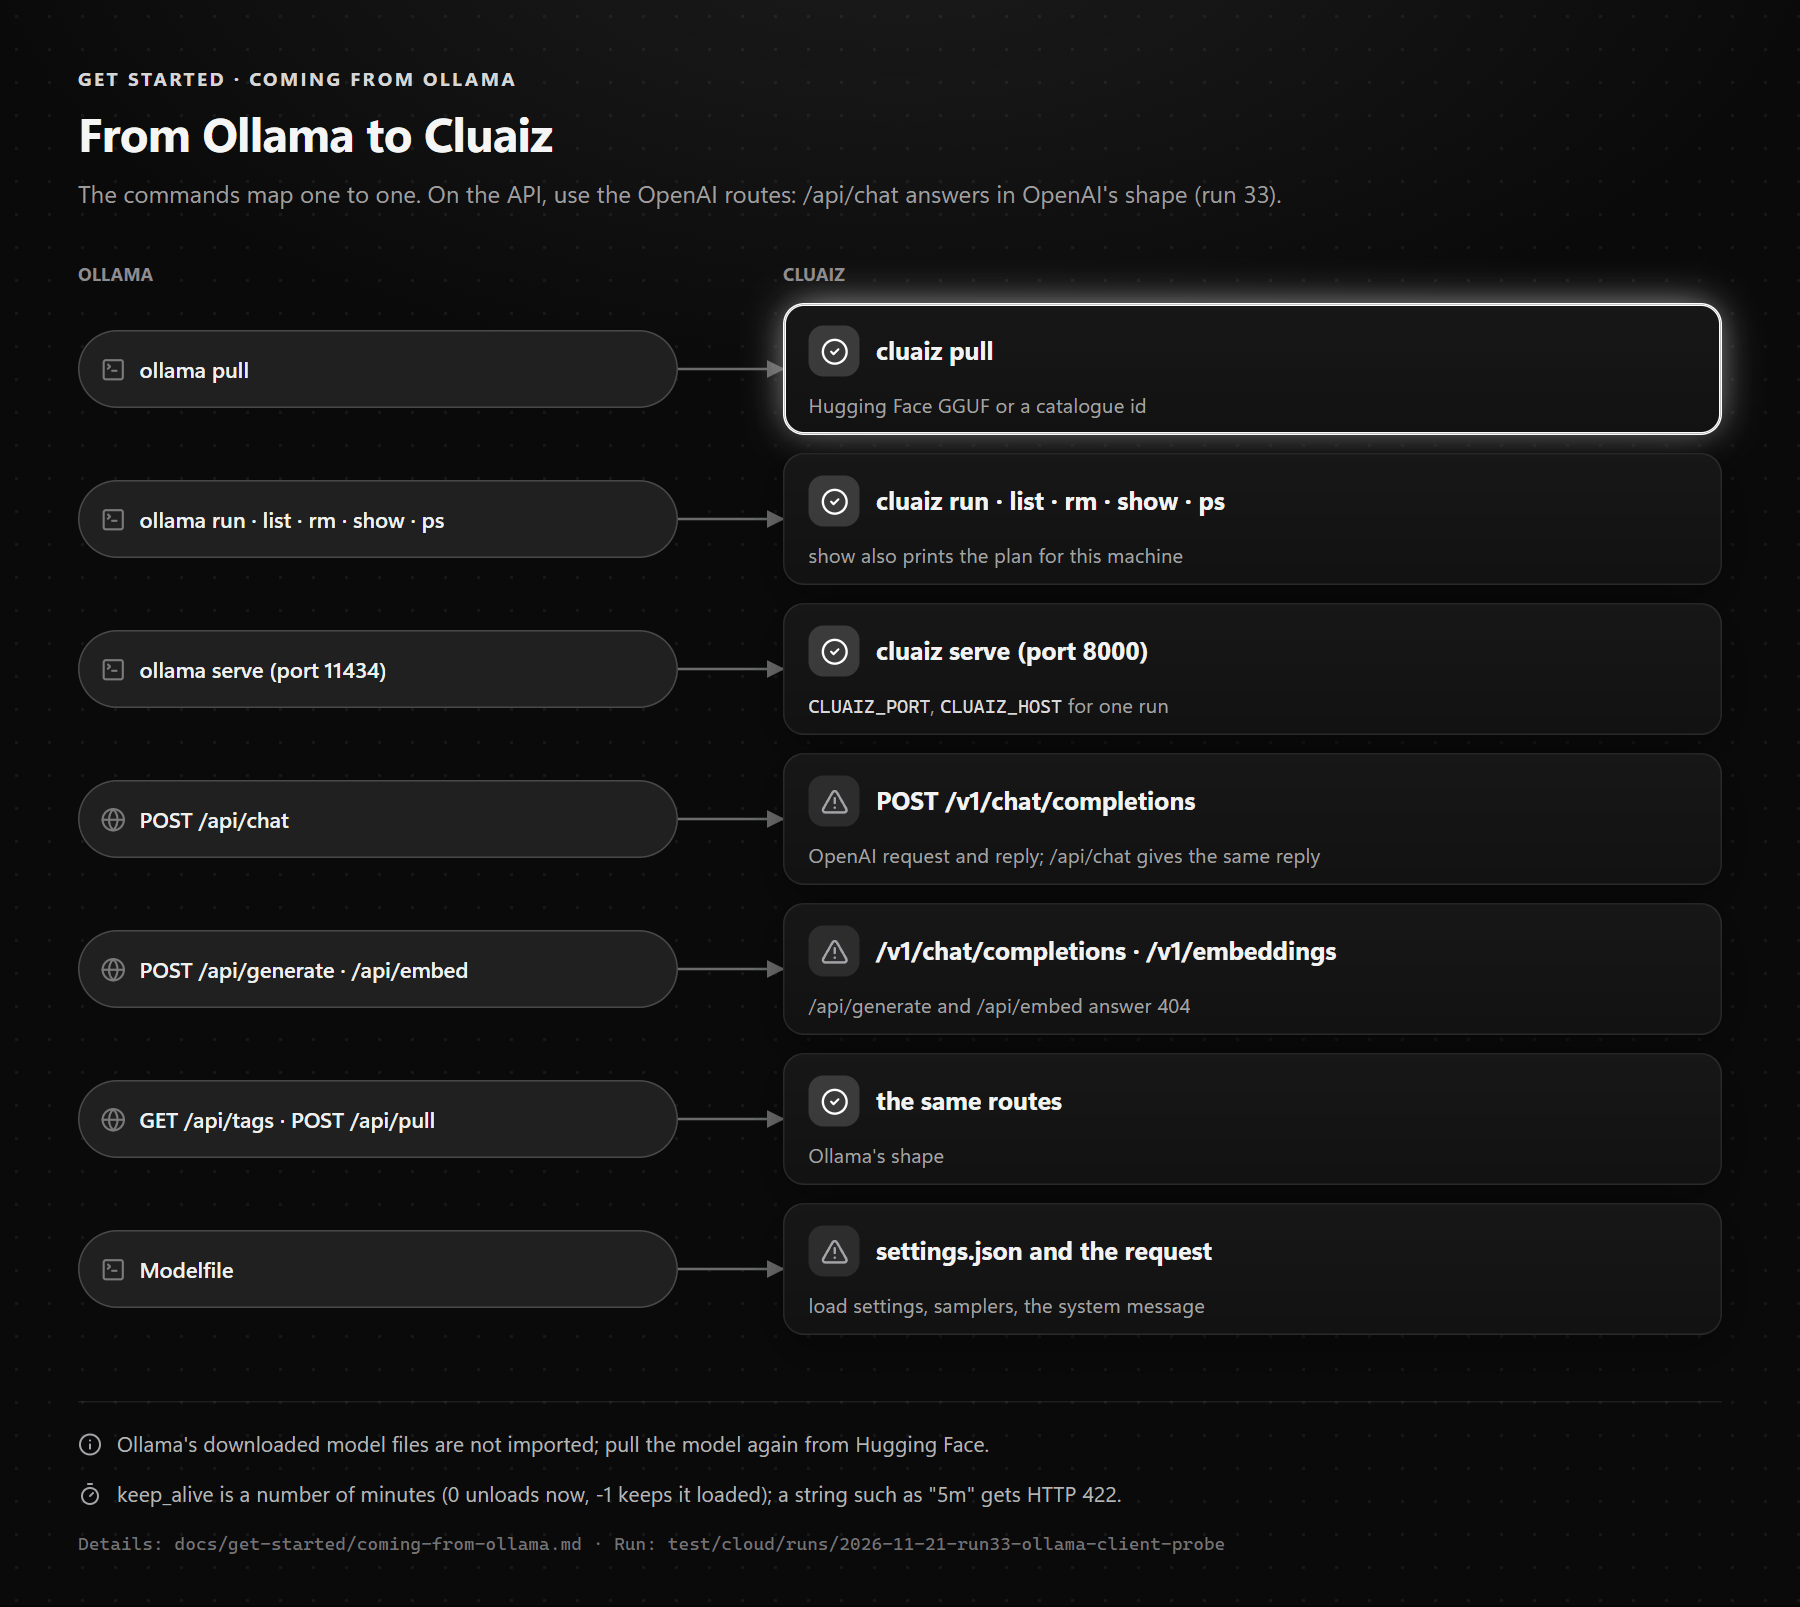 GET STARTED · COMING FROM OLLAMA
From Ollama to Cluaiz
The commands map one to one. On the API, use the OpenAI routes: /api/chat answers in OpenAI's shape (run 33).
OLLAMA
CLUAIZ
ollama pull
cluaiz pull
Hugging Face GGUF or a catalogue id
ollama run · list · rm · show · ps
cluaiz run · list · rm · show · ps
show also prints the plan for this machine
ollama serve (port 11434)
cluaiz serve (port 8000)
CLUAIZ_PORT, CLUAIZ_HOST for one run
POST /api/chat
POST /v1/chat/completions
OpenAI request and reply; /api/chat gives the same reply
POST /api/generate · /api/embed
/v1/chat/completions · /v1/embeddings
/api/generate and /api/embed answer 404
GET /api/tags · POST /api/pull
the same routes
Ollama's shape
Modelfile
settings.json and the request
load settings, samplers, the system message
Ollama's downloaded model files are not imported; pull the model again from Hugging Face.
keep_alive is a number of minutes (0 unloads now, -1 keeps it loaded); a string such as "5m" gets HTTP 422.
Details: docs/get-started/coming-from-ollama.md · Run: test/cloud/runs/2026-11-21-run33-ollama-client-probe